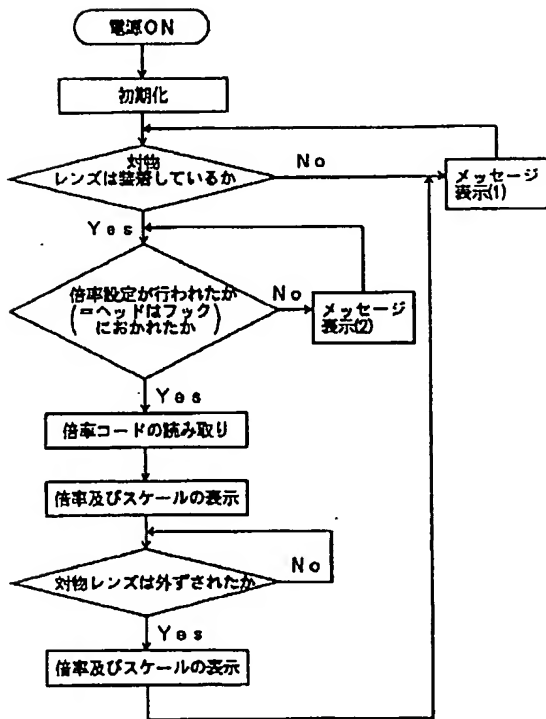 電源ON
初期化
対物
レンズは装着しているか
No
メッセージ
表示(1)
Yes
倍率設定が行われたか
(=ヘッドはフック
におかれたか)
No
メッセージ
表示(2)
Yes
倍率コードの読み取り
倍率及びスケールの表示
対物レンズは外ずされたか
No
Yes
倍率及びスケールの表示